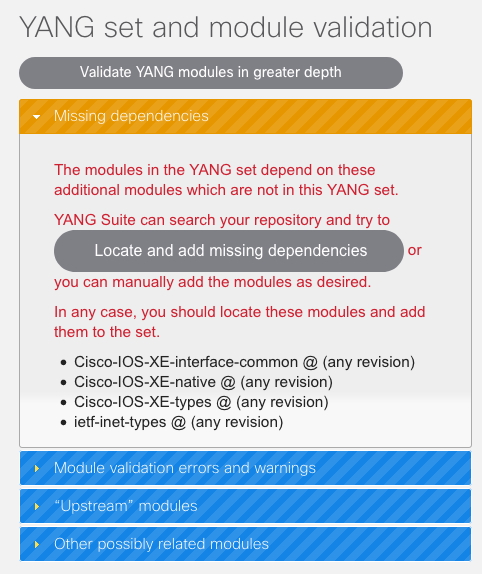 YANG set and module validation
Validate YANG modules in greater depth
Missing dependencies
The modules in the YANG set depend on these
additional modules which are not in this YANG set.
YANG Suite can search your repository and try to
Locate and add missing dependencies or
you can manually add the modules as desired.
In any case, you should locate these modules and add
them to the set.
• Cisco-IOS-XE-interface-common @ (any revision)
• Cisco-IOS-XE-native @ (any revision)
• Cisco-IOS-XE-types @ (any revision)
• ietf-inet-types @ (any revision)
Module validation errors and warnings
“Upstream” modules
Other possibly related modules